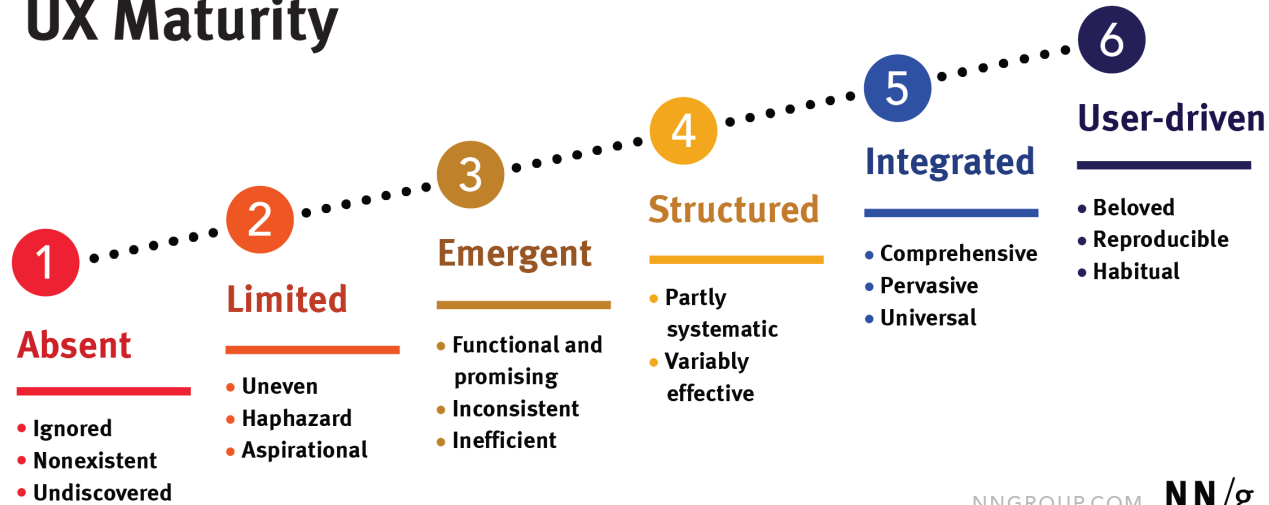 UX Maturity
1
Absent
• Ignored
• Nonexistent
• Undiscovered
2
Limited
• Uneven
• Haphazard
• Aspirational
3
Emergent
• Functional and
promising
• Inconsistent
• Inefficient
4
Structured
• Partly
systematic
• Variably
effective
5
Integrated
• Comprehensive
• Pervasive
• Universal
6
User-driven
• Beloved
• Reproducible
• Habitual
NNGROUP.COM NN/g